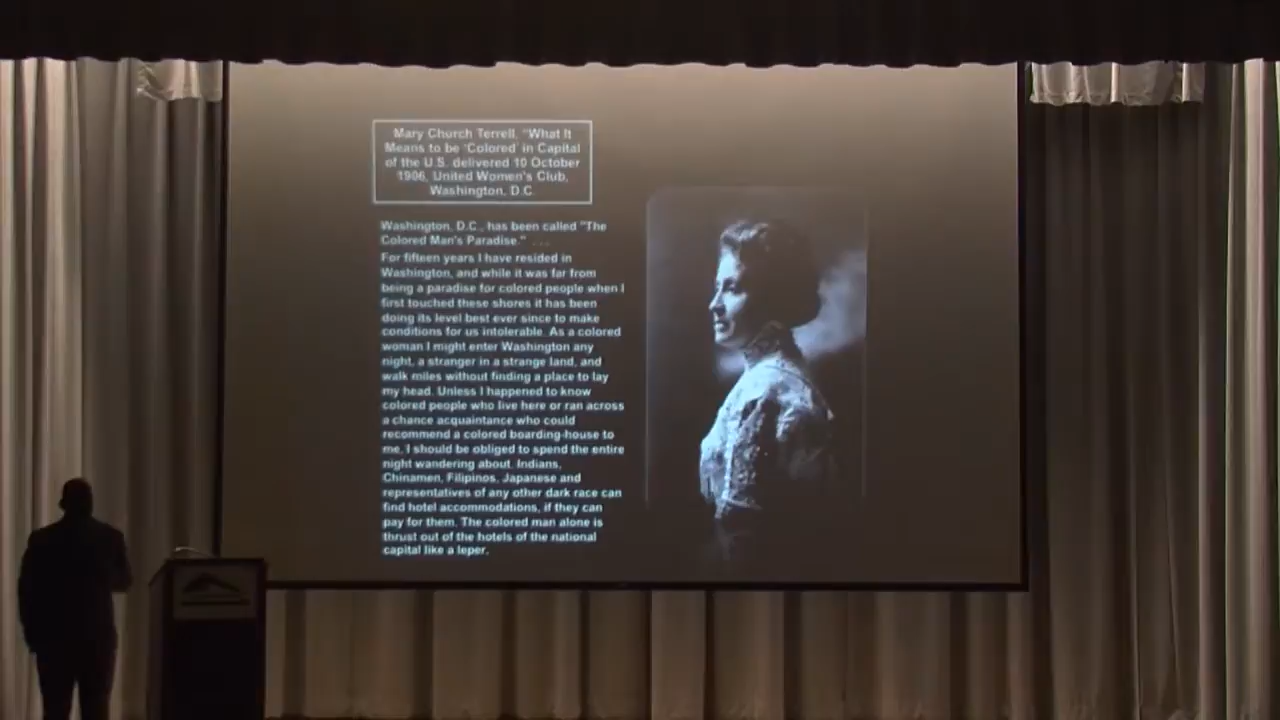 Mary Church Terrell, "What It
Means to be 'Colored' in Capital
of the U.S. delivered 10 October
1906, United Women's Club,
Washington, D.C.
Washington, D.C., has been called "The
Colored Man's Paradise." . . .
For fifteen years I have resided in
Washington, and while it was far from
being a paradise for colored people when I
first touched these shores it has been
doing its level best ever since to make
conditions for us intolerable. As a colored
woman I might enter Washington any
night, a stranger in a strange land, and
walk miles without finding a place to lay
my head. Unless I happened to know
colored people who live here or ran across
a chance acquaintance who could
recommend a colored boarding-house to
me, I should be obliged to spend the entire
night wandering about. Indians,
Chinamen, Filipinos, Japanese and
representatives of any other dark race can
find hotel accommodations, if they can
pay for them. The colored man alone is
thrust out of the hotels of the national
capital like a leper.